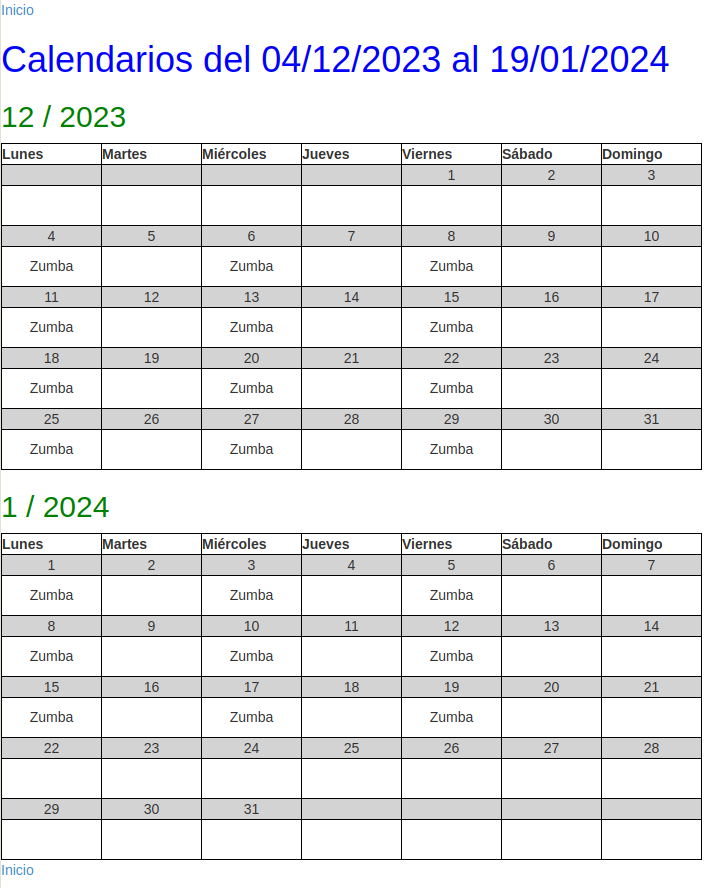 Inicio
Calendarios del 04/12/2023 al 19/01/2024
12 / 2023
Lunes Martes Miércoles Jueves Viernes Sábado Domingo
1 2 3
4 5 6 7 8 9 10
Zumba Zumba Zumba
11 12 13 14 15 16 17
Zumba Zumba Zumba
18 19 20 21 22 23 24
Zumba Zumba Zumba
25 26 27 28 29 30 31
Zumba Zumba Zumba
1 / 2024
Lunes Martes Miércoles Jueves Viernes Sábado Domingo
1 2 3 4 5 6 7
Zumba Zumba Zumba
8 9 10 11 12 13 14
Zumba Zumba Zumba
15 16 17 18 19 20 21
Zumba Zumba Zumba
22 23 24 25 26 27 28
29 30 31
Inicio